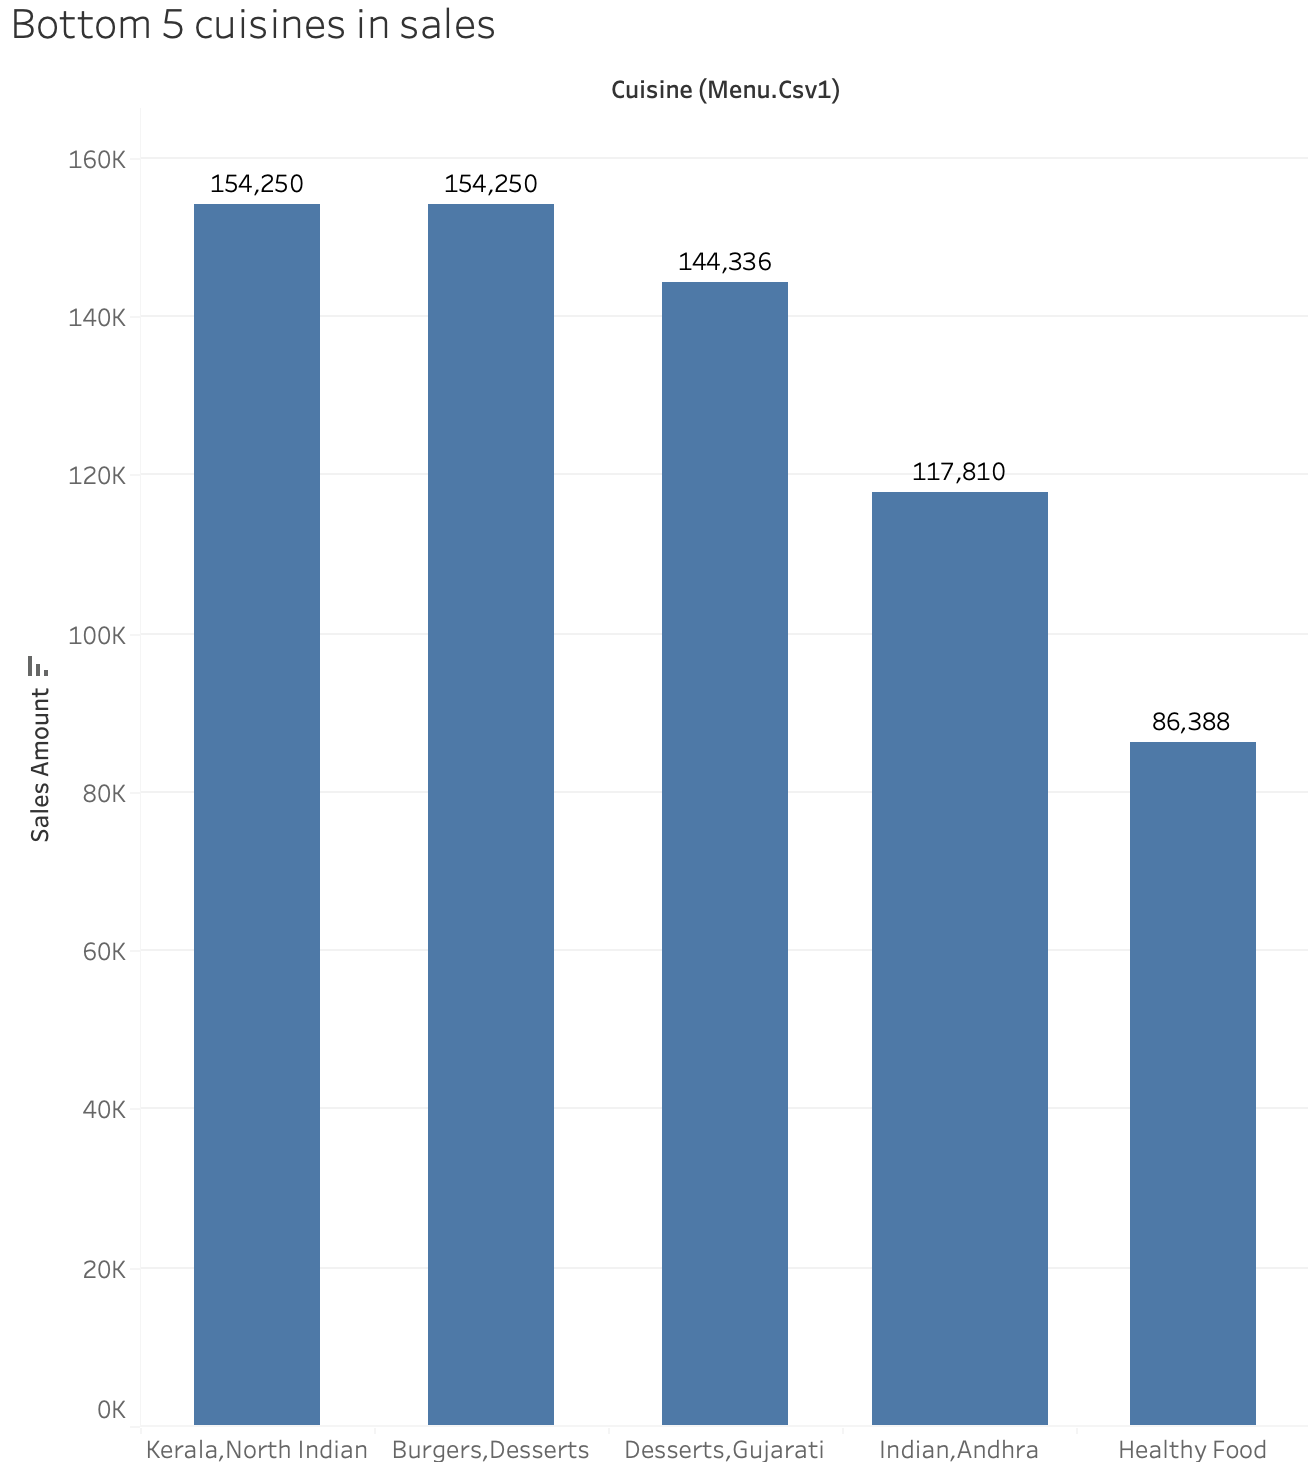 Bottom 5 cuisines in sales
Cuisine (Menu.Csv1)
160K
140K
120K
100K
80K
60K
40K
20K
0K
Sales Amount
154,250
154,250
144,336
117,810
86,388
Kerala,North Indian
Burgers,Desserts
Desserts,Gujarati
Indian,Andhra
Healthy Food